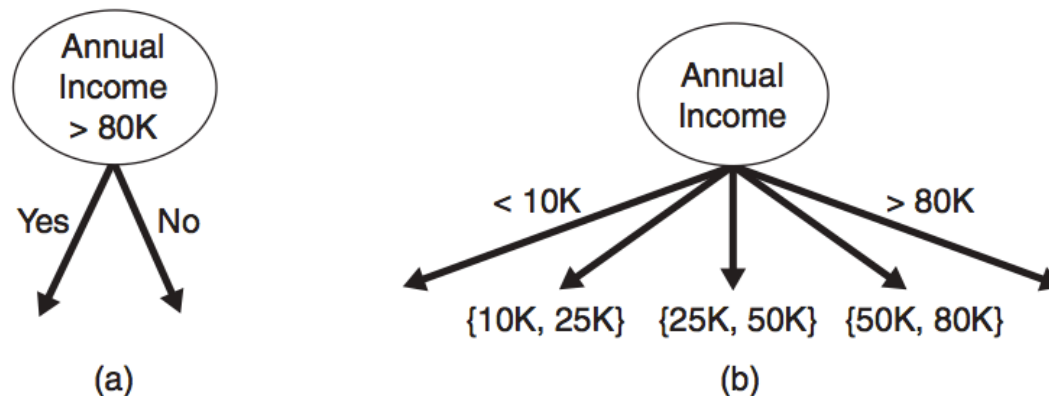 Annual
Income
> 80K
Yes
No
(a)
Annual
Income
< 10K
> 80K
{10K, 25K}
{25K, 50K}
{50K, 80K}
(b)